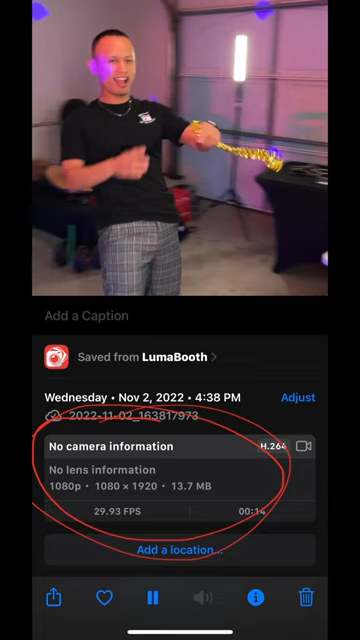 Add a Caption
Saved from LumaBooth >
Wednesday • Nov 2, 2022 • 4:38 PM Adjust
2022-11-02_163817973
No camera information H.264
No lens information
1080p • 1080 × 1920 • 13.7 MB
29.93 FPS 00:14
Add a location...